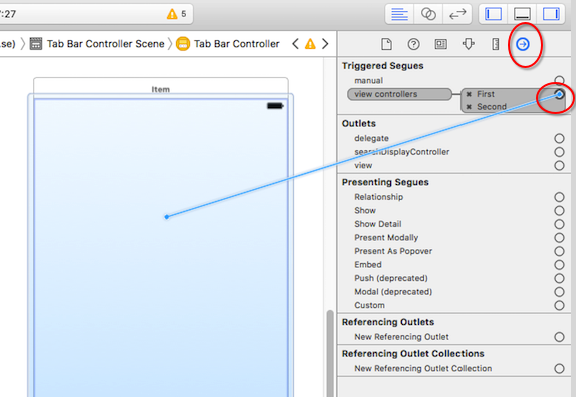 7:27
5
.se)
Tab Bar Controller Scene
Tab Bar Controller
Item
Triggered Segues
manual
view controllers
First
Second
Outlets
delegate
searchDisplayController
view
Presenting Segues
Relationship
Show
Show Detail
Present Modally
Present As Popover
Embed
Push (deprecated)
Modal (deprecated)
Custom
Referencing Outlets
New Referencing Outlet
Referencing Outlet Collections
New Referencing Outlet Collection